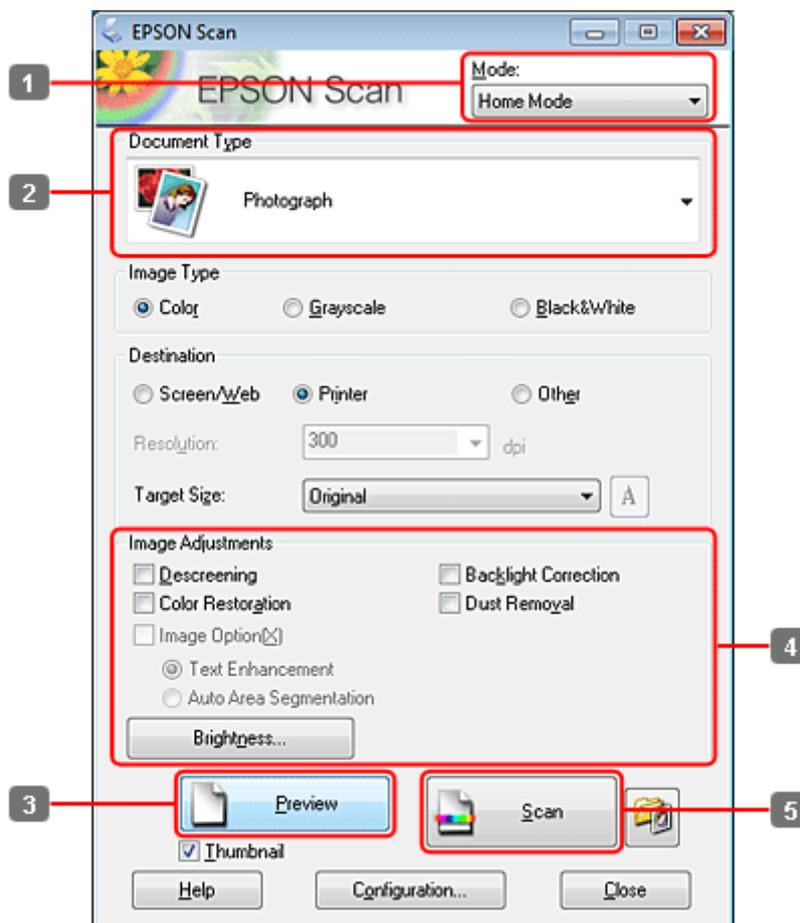 EPSON Scan
EPSON Scan
Mode:
Home Mode
1
Document Type
2
Photograph
Image Type
Color
Grayscale
Black&White
Destination
Screen/Web
Printer
Other
Resolution:
300
dpi
Target Size:
Original
A
Image Adjustments
Descreening
Backlight Correction
Color Restoration
Dust Removal
Image Option(X)
4
Text Enhancement
Auto Area Segmentation
Brightness...
3
Preview
Scan
5
Thumbnail
Help
Configuration...
Close